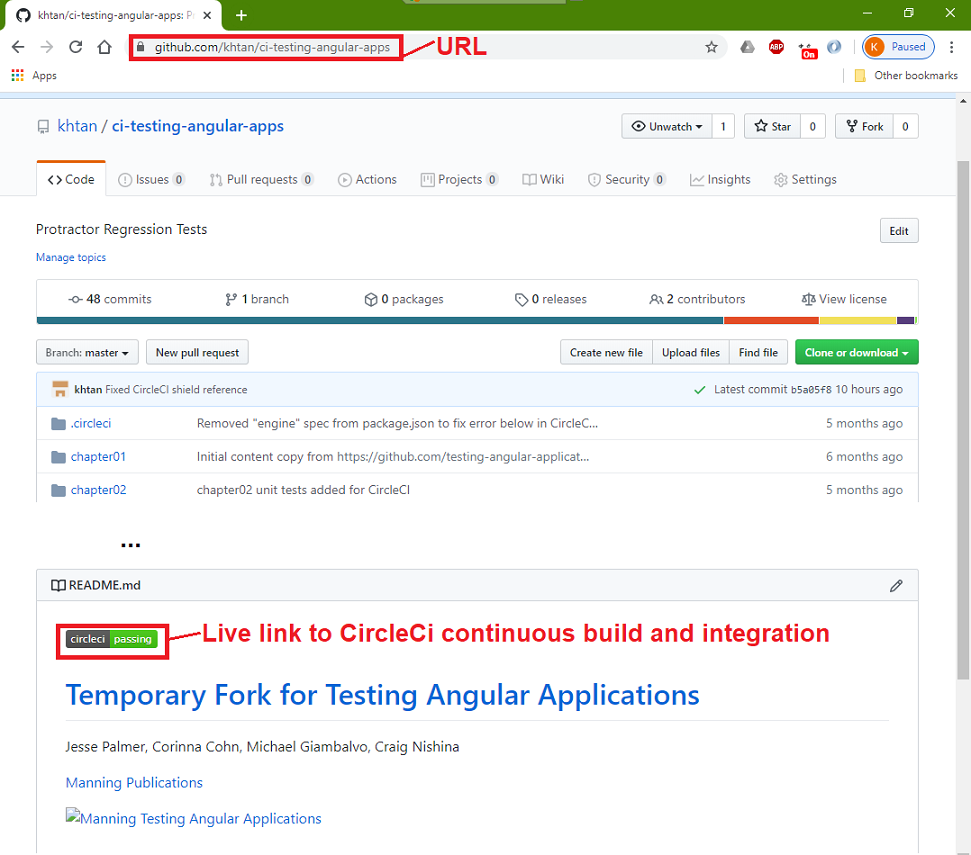 khtan/ci-testing-angular-apps: P
github.com/khtan/ci-testing-angular-apps
URL
ABP
On
K Paused
Apps
Other bookmarks
khtan / ci-testing-angular-apps
Unwatch 1 Star 0 Fork 0
Code Issues 0 Pull requests 0 Actions Projects 0 Wiki Security 0 Insights Settings
Protractor Regression Tests
Edit
Manage topics
48 commits 1 branch 0 packages 0 releases 2 contributors View license
Branch: master New pull request Create new file Upload files Find file Clone or download
khtan Fixed CircleCI shield reference Latest commit b5a05f8 10 hours ago
.circleci Removed "engine" spec from package.json to fix error below in CircleC... 5 months ago
chapter01 Initial content copy from https://github.com/testing-angular-applicat... 6 months ago
chapter02 chapter02 unit tests added for CircleCI 5 months ago
...
README.md
circleci passing
Live link to CircleCi continuous build and integration
Temporary Fork for Testing Angular Applications
Jesse Palmer, Corinna Cohn, Michael Giambalvo, Craig Nishina
Manning Publications
Manning Testing Angular Applications